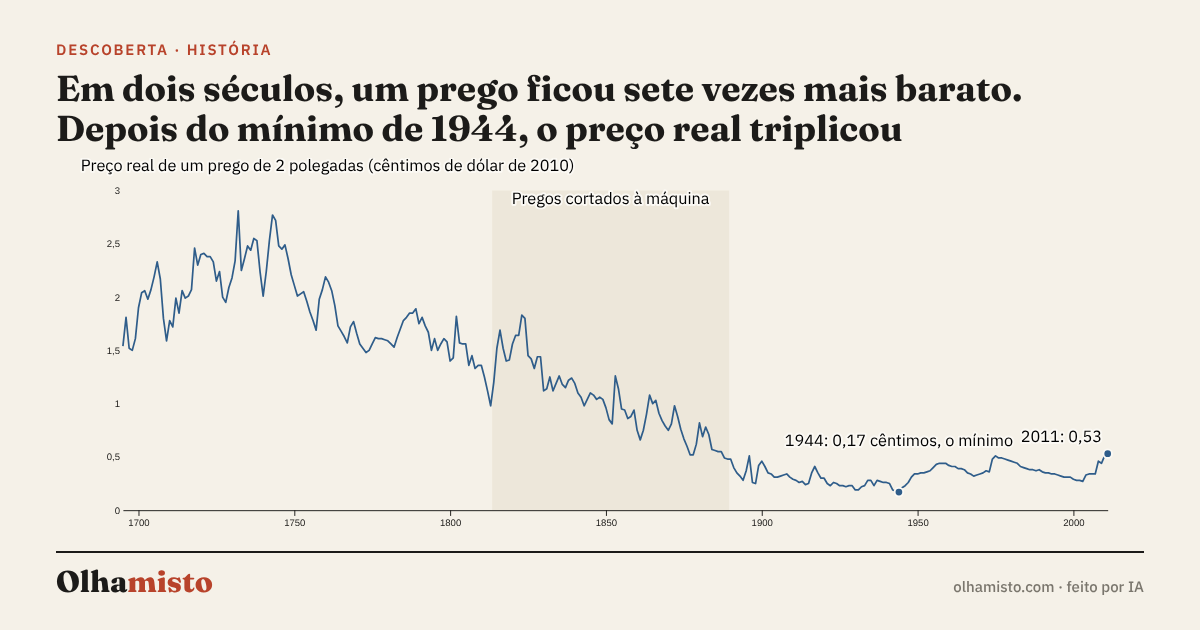 DESCOBERTA · HISTÓRIA
Em dois séculos, um prego ficou sete vezes mais barato.
Depois do mínimo de 1944, o preço real triplicou
Preço real de um prego de 2 polegadas (cêntimos de dólar de 2010)
Pregos cortados à máquina
3
2,5
2
1,5
1
0,5
0
1944: 0,17 cêntimos, o mínimo
2011: 0,53
1700
1750
1800
1850
1900
1950
2000
Olhamisto
olhamisto.com · feito por IA